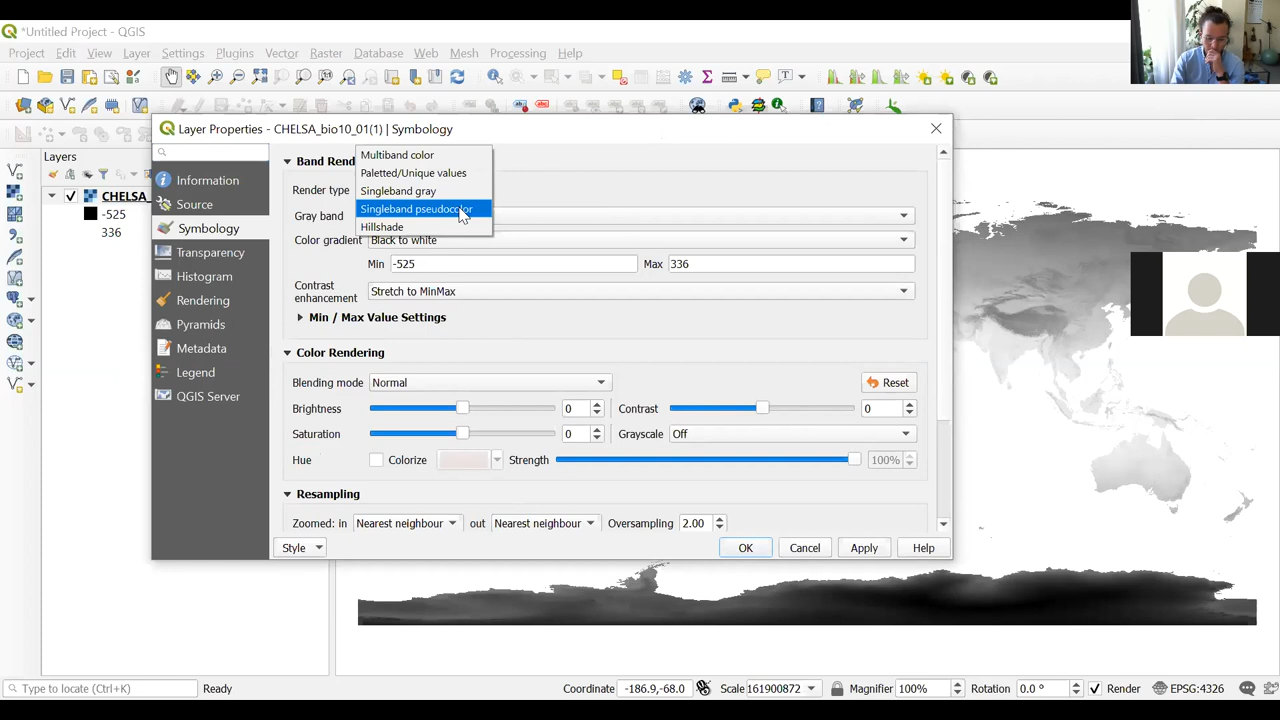 *Untitled Project - QGIS
Project Edit View Layer Settings Plugins Vector Raster Database Web Mesh Processing Help
Layers
CHELSA_
-525
336
Layer Properties - CHELSA_bio10_01(1) | Symbology
Information
Source
Symbology
Transparency
Histogram
Rendering
Pyramids
Metadata
Legend
QGIS Server
Band Rend
Render type
Multiband color
Paletted/Unique values
Singleband gray
Singleband pseudocolor
Hillshade
Gray band
Color gradient Black to white
Min -525 Max 336
Contrast enhancement Stretch to MinMax
Min / Max Value Settings
Color Rendering
Blending mode Normal Reset
Brightness 0 Contrast 0
Saturation 0 Grayscale Off
Hue Colorize Strength 100%
Resampling
Zoomed: in Nearest neighbour out Nearest neighbour Oversampling 2.00
Style OK Cancel Apply Help
Type to locate (Ctrl+K) Ready Coordinate -186.9,-68.0 Scale 161900872 Magnifier 100% Rotation 0.0 ° Render EPSG:4326